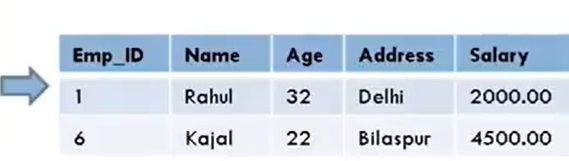 Emp_ID Name Age Address Salary
1 Rahul 32 Delhi 2000.00
6 Kajal 22 Bilaspur 4500.00